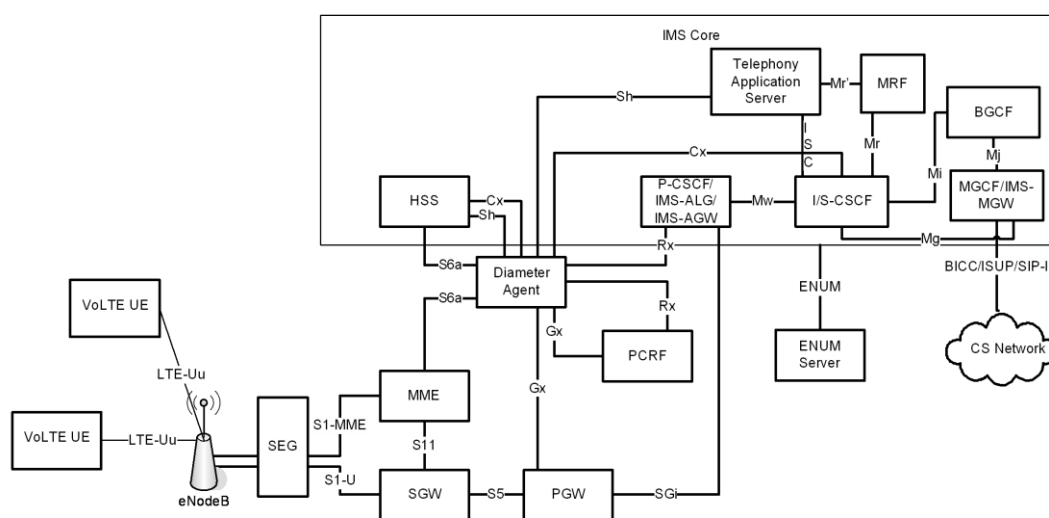 IMS Core
Telephony
Application
Server
Mr'
MRF
Sh
BGCF
I
S
C
Mr
Cx
Mj
Mi
HSS
Cx
Sh
P-CSCF/
IMS-ALG/
IMS-AGW
Mw
I/S-CSCF
MGCF/IMS-
MGW
Rx
Mg
S6a
Diameter
Agent
BICC/ISUP/SIP-I
ENUM
VoLTE UE
S6a
Rx
Gx
PCRF
ENUM
Server
CS Network
LTE-Uu
Gx
MME
S1-MME
VoLTE UE
LTE-Uu
SEG
S11
S1-U
SGW
S5
PGW
SGi
eNodeB